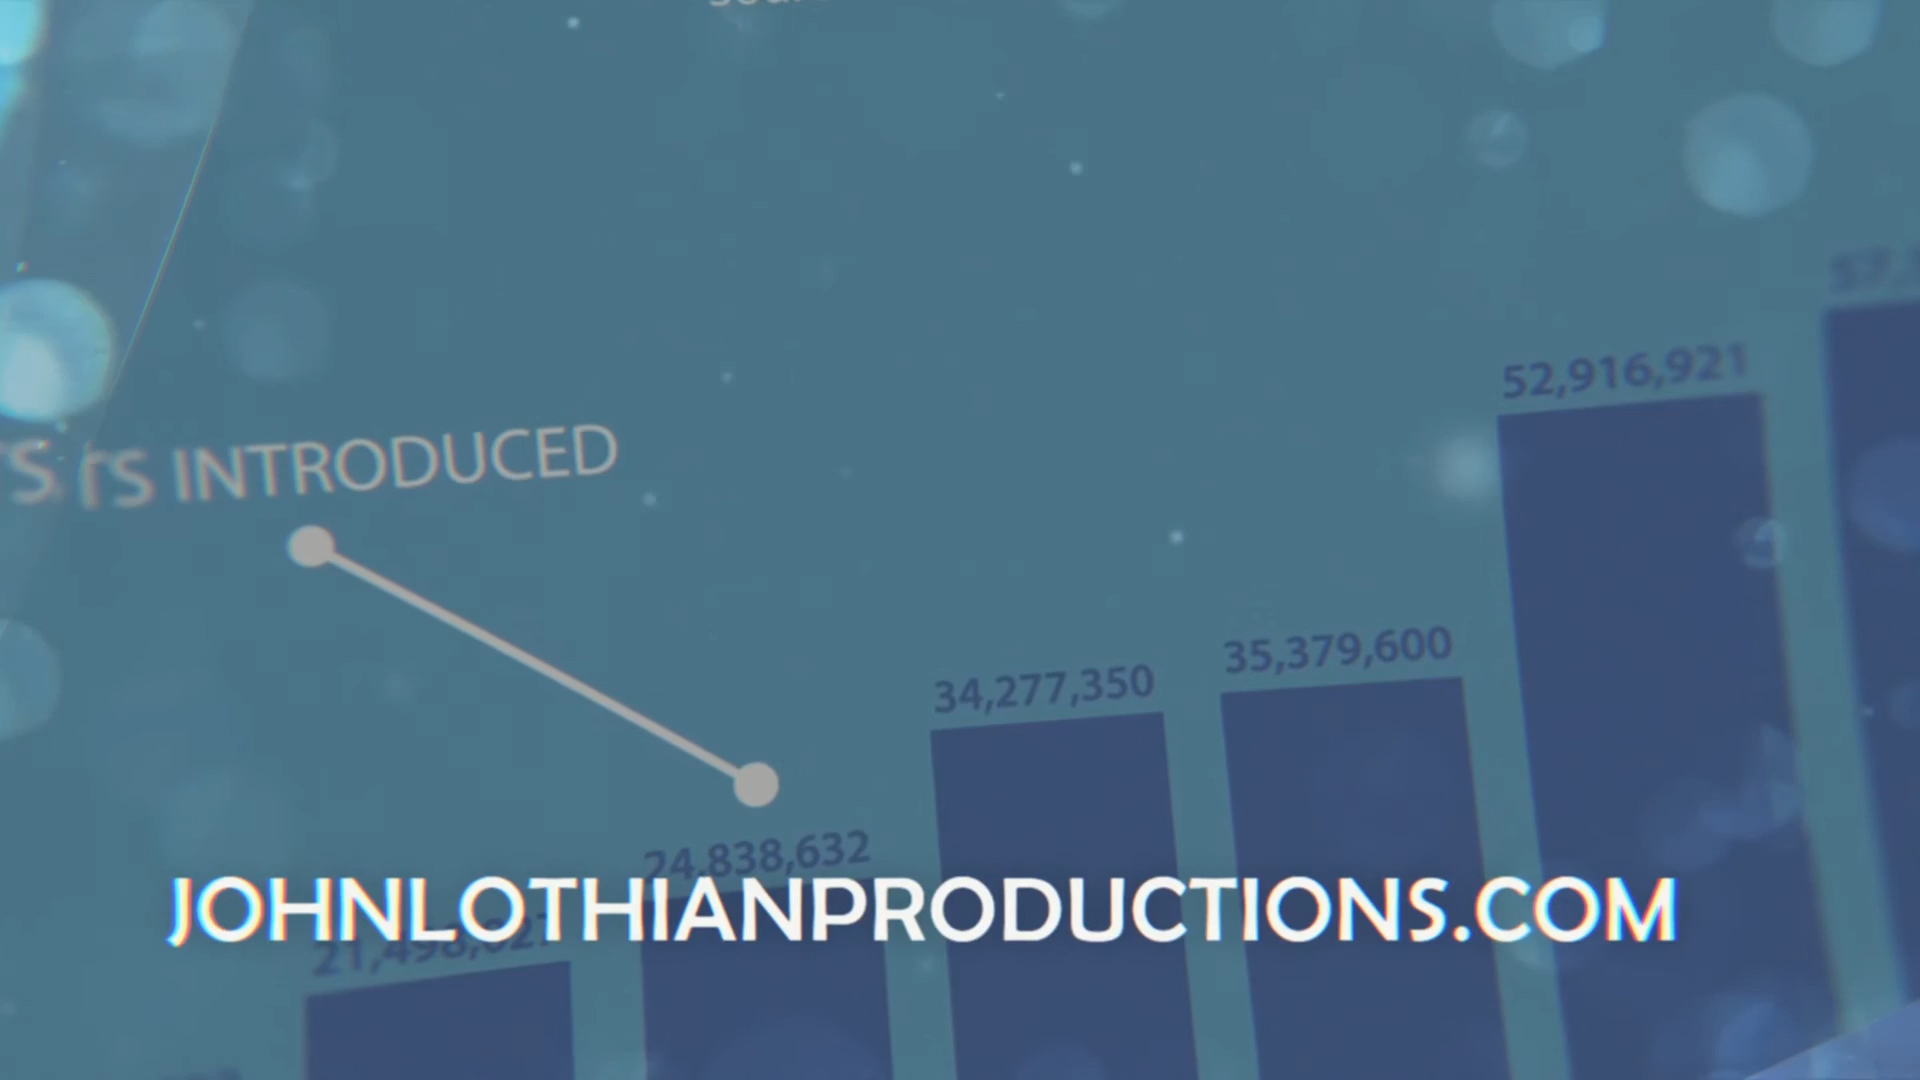 TS INTRODUCED
52,916,921
35,379,600
34,277,350
24,838,632
JOHNLOTHIANPRODUCTIONS.COM